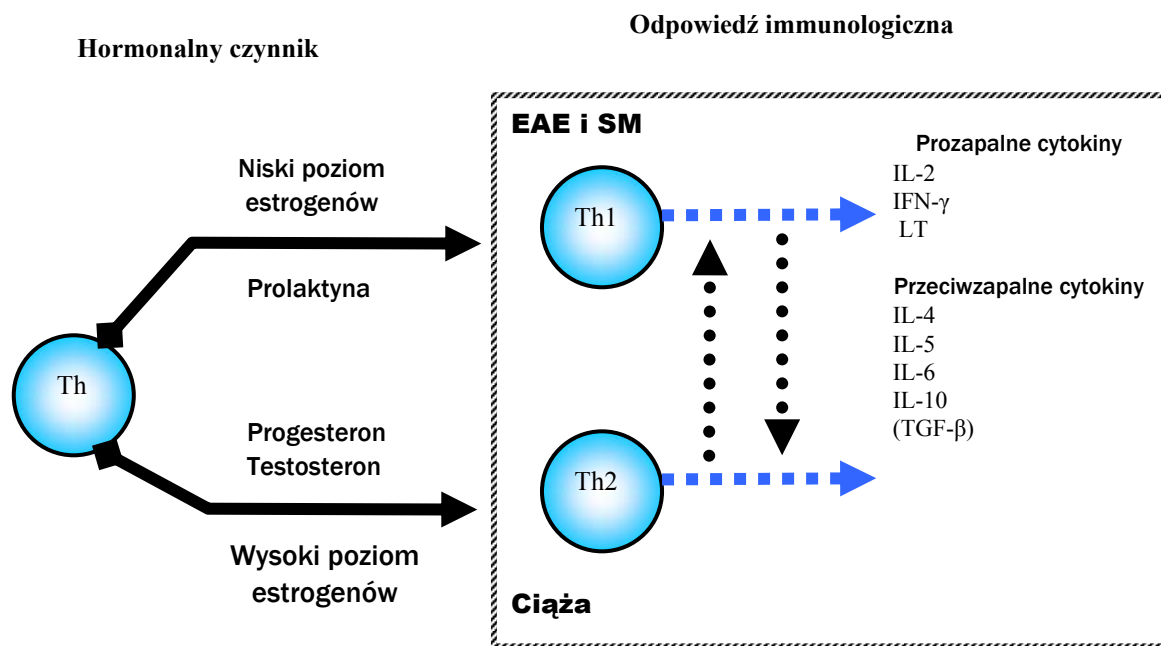 Hormonalny czynnik
Odpowiedź immunologiczna
Niski poziom
estrogenów
Prolaktyna
Th
Progesteron
Testosteron
Wysoki poziom
estrogenów
EAE i SM
Th1
Prozapalne cytokiny
IL-2
IFN-γ
LT
Przeciwzapalne cytokiny
IL-4
IL-5
IL-6
IL-10
(TGF-β)
Th2
Ciąża